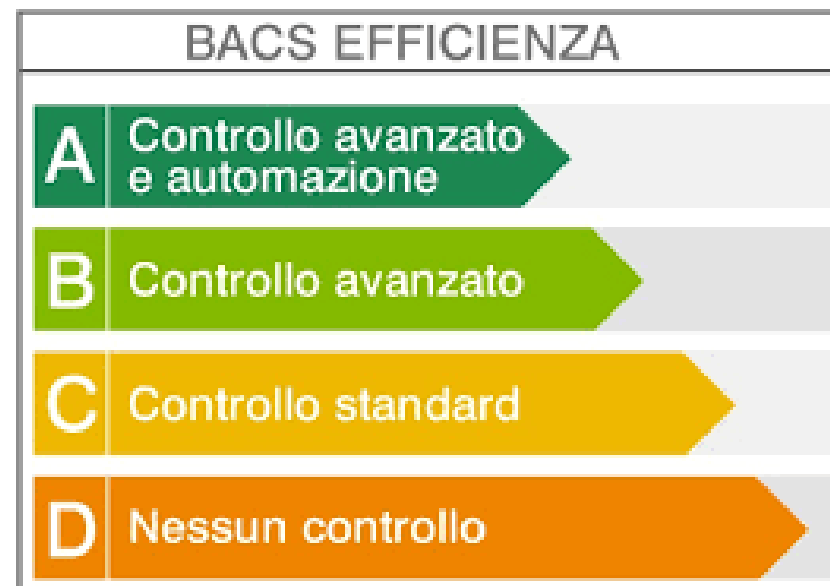 BACS EFFICIENZA
A Controllo avanzato
e automazione
B Controllo avanzato
C Controllo standard
D Nessun controllo